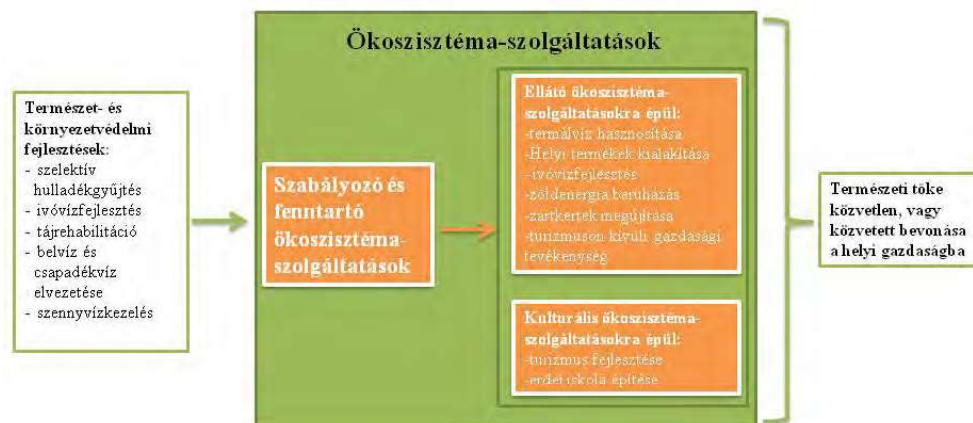 Ökoszisztéma-szolgáltatások
Természet- és
környezetvédelmi
fejlesztések:
- szelektív
hulladékgyűjtés
- ivóvízfejlesztés
- tájrehabilitáció
- belvíz és
csapadékvíz
elvezetése
- szennyvízkezelés
Szabályozó és
fenntartó
ökoszisztéma-
szolgáltatások
Ellátó ökoszisztéma-
szolgáltatásokra épül:
-termálvíz hasznosítása
-Helyi termékek kialakítása
-ivóvízfejlesztés
-zöldenergia beruházás
-zártkertek megújítása
-turizmuson kívüli gazdasági
tevékenység
Kulturális ökoszisztéma-
szolgáltatásokra épül:
-turizmus fejlesztése
-erdei iskola építése
Természeti tőke
közvetlen, vagy
közvetett bevonása
a helyi gazdaságba